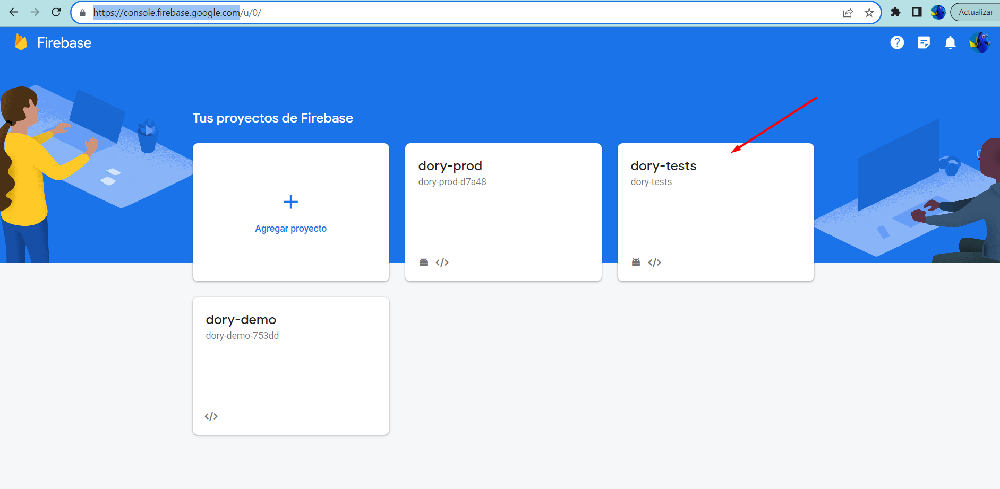 https://console.firebase.google.com/u/0/
Actualizar
Firebase
Tus proyectos de Firebase
Agregar proyecto
dory-prod
dory-prod-d7a48
dory-tests
dory-tests
dory-demo
dory-demo-753dd